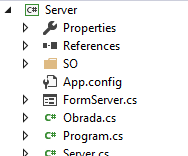 Server
Properties
References
SO
App.config
FormServer.cs
Obrada.cs
Program.cs
Server.cs